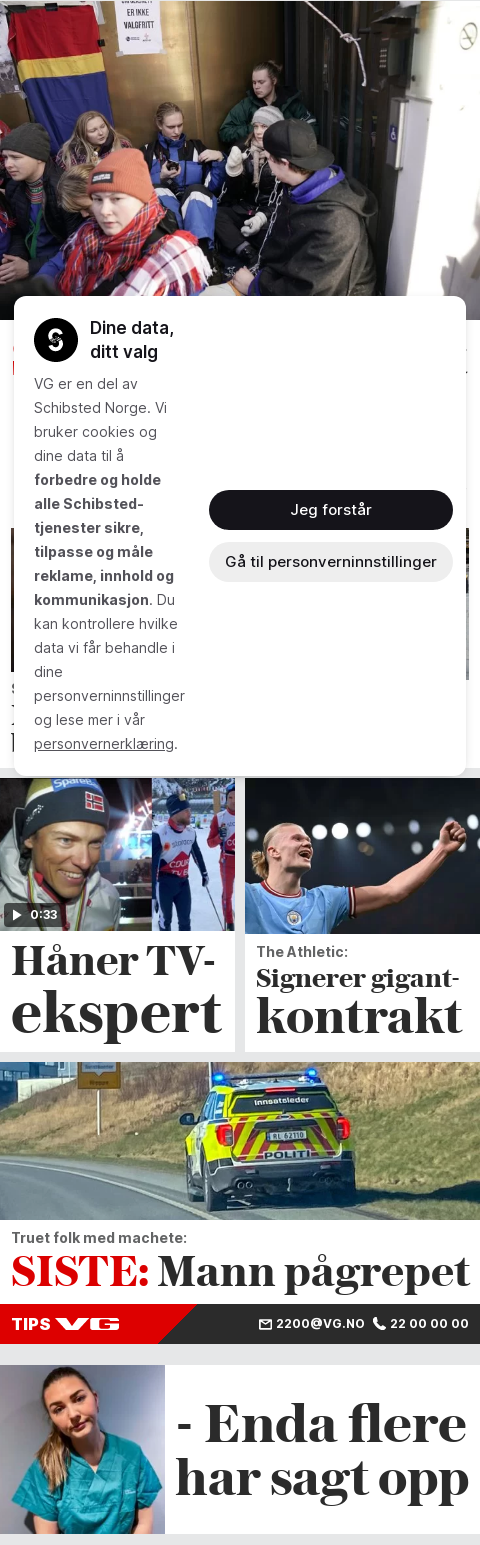 ER IKKE
VALGFRITT
Dine data,
ditt valg
VG er en del av
Schibsted Norge. Vi
bruker cookies og
dine data til å
forbedre og holde
alle Schibsted-
tjenester sikre,
tilpasse og måle
reklame, innhold og
kommunikasjon. Du
kan kontrollere hvilke
data vi får behandle i
dine
personverninnstillinger
og lese mer i vår
personvernerklæring.
Jeg forstår
Gå til personverninnstillinger
0:33
Håner TV-
ekspert
The Athletic:
Signerer gigant-
kontrakt
innsatsleder
RL 62110
POLITI
Truet folk med machete:
SISTE: Mann pågrepet
TIPS VG
2200@VG.NO 22 00 00 00
- Enda flere
har sagt opp